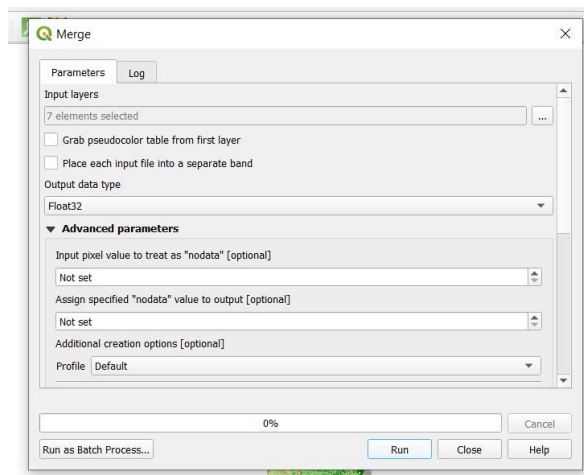 Merge
Parameters Log
Input layers
7 elements selected ...
Grab pseudocolor table from first layer
Place each input file into a separate band
Output data type
Float32
Advanced parameters
Input pixel value to treat as "nodata" [optional]
Not set
Assign specified "nodata" value to output [optional]
Not set
Additional creation options [optional]
Profile Default
0% Cancel
Run as Batch Process... Run Close Help